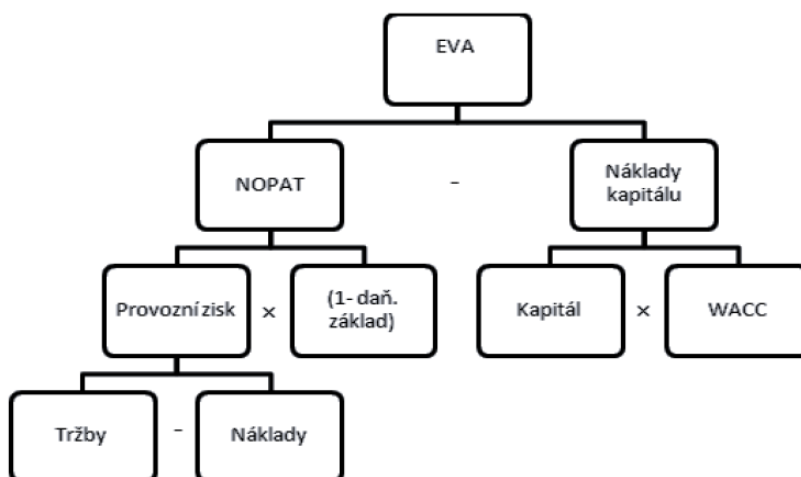 EVA
NOPAT
-
Náklady
kapitálu
Provozní zisk
×
(1- daň.
základ)
Kapitál
×
WACC
Tržby
-
Náklady